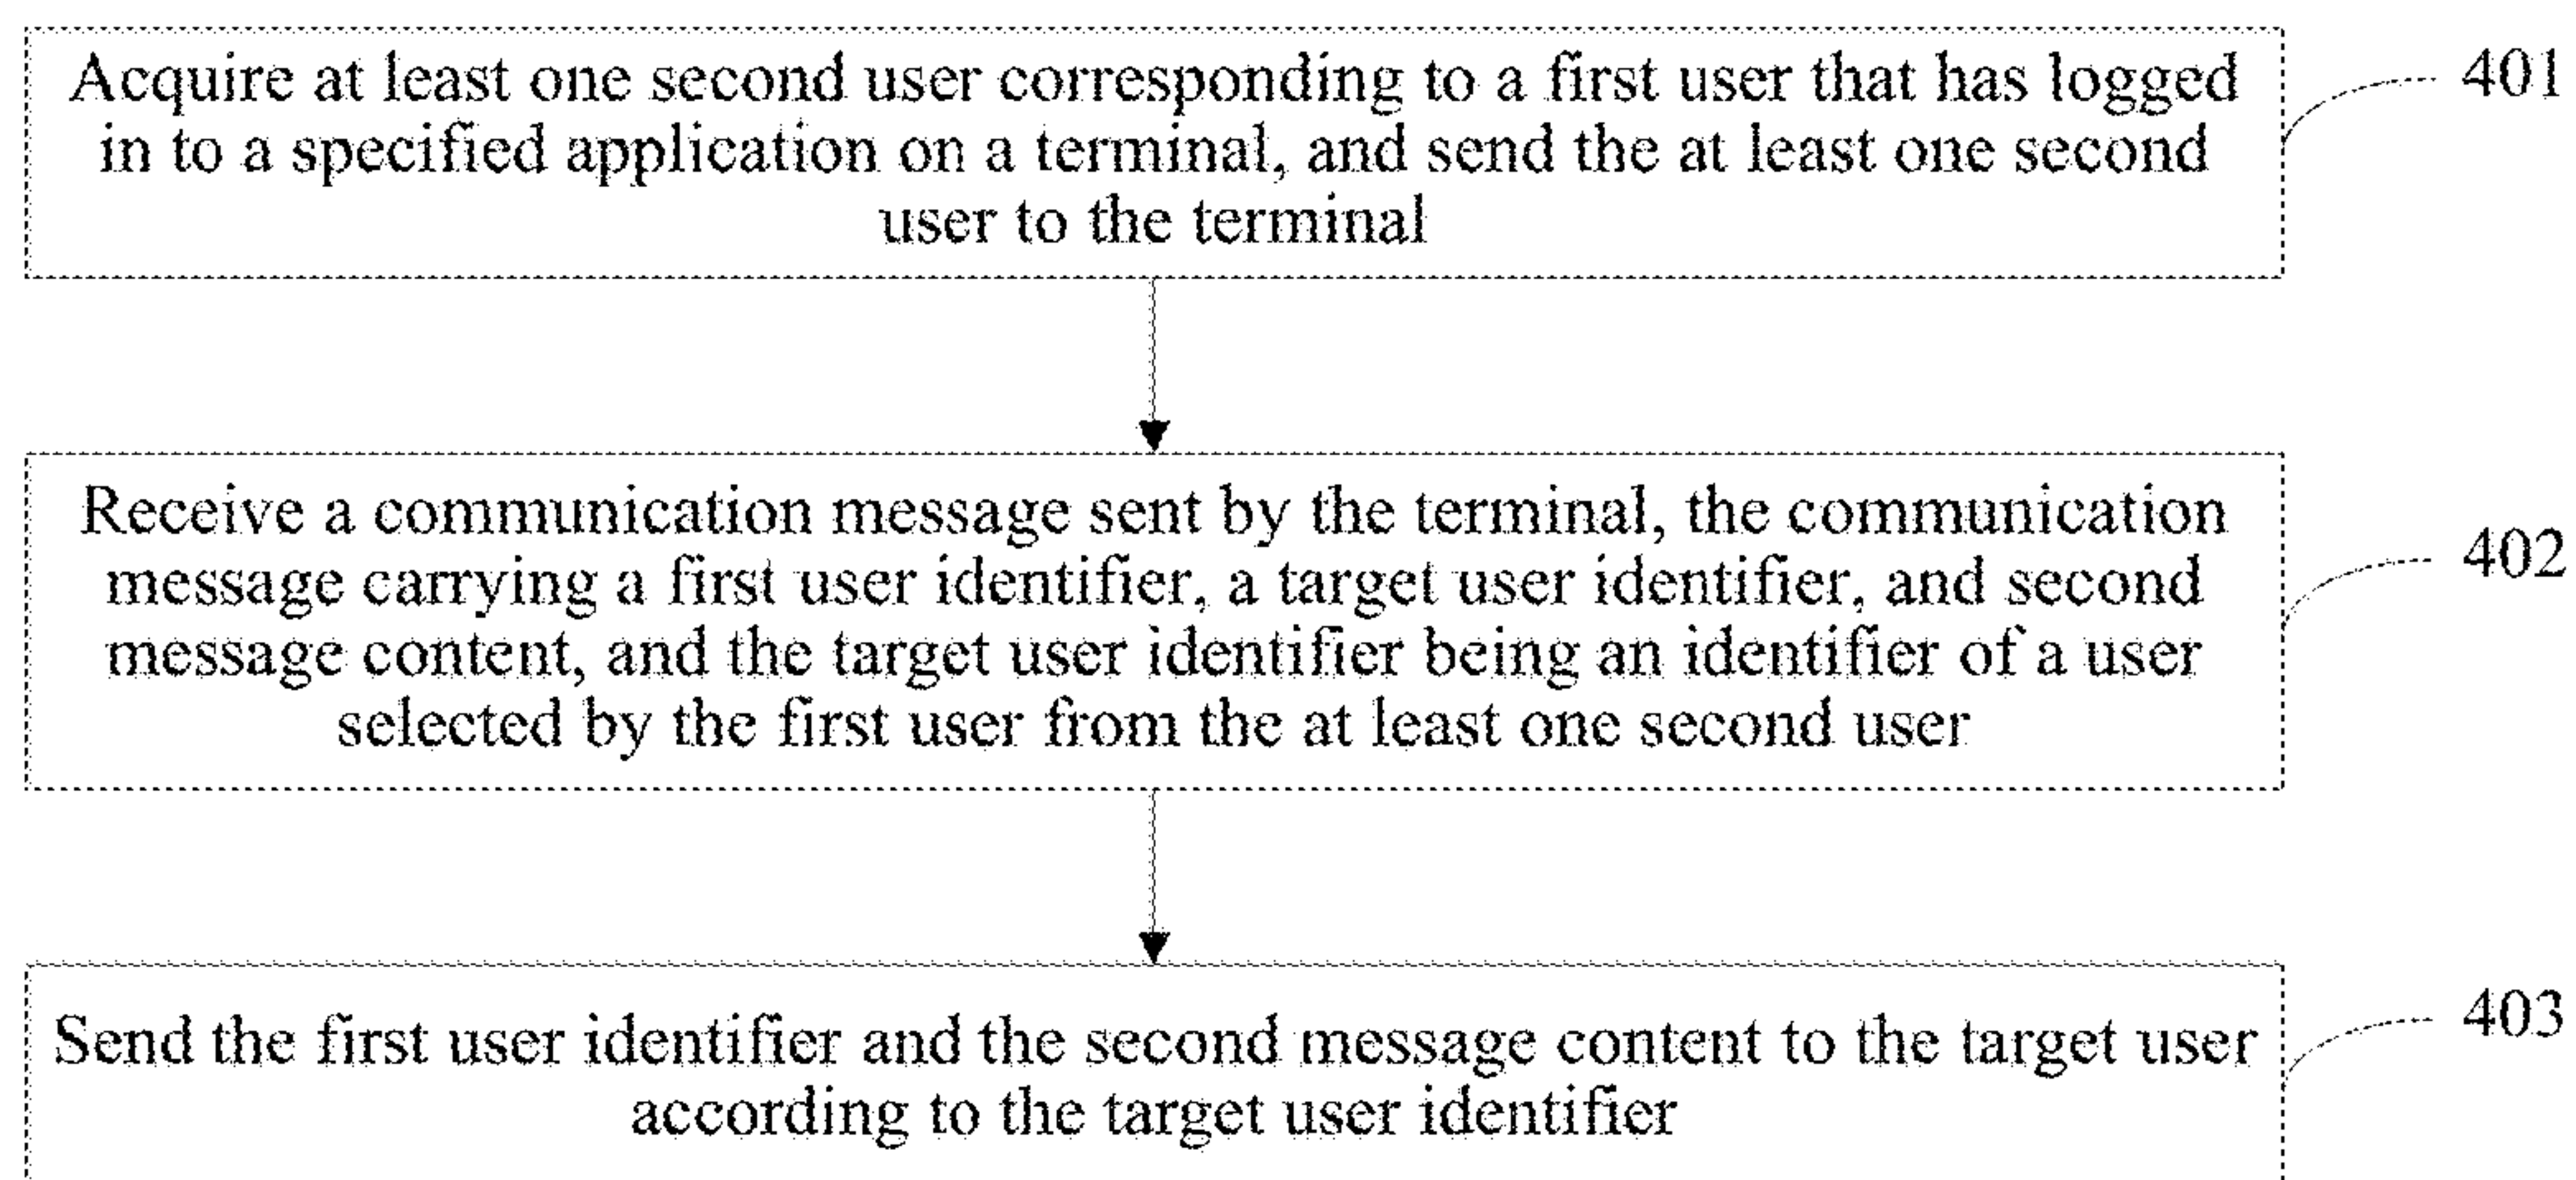 Acquire at least one second user corresponding to a first user that has logged
in to a specified application on a terminal, and send the at least one second
user to the terminal
401
Receive a communication message sent by the terminal, the communication
message carrying a first user identifier, a target user identifier, and second
message content, and the target user identifier being an identifier of a user
selected by the first user from the at least one second user
402
Send the first user identifier and the second message content to the target user
according to the target user identifier
403